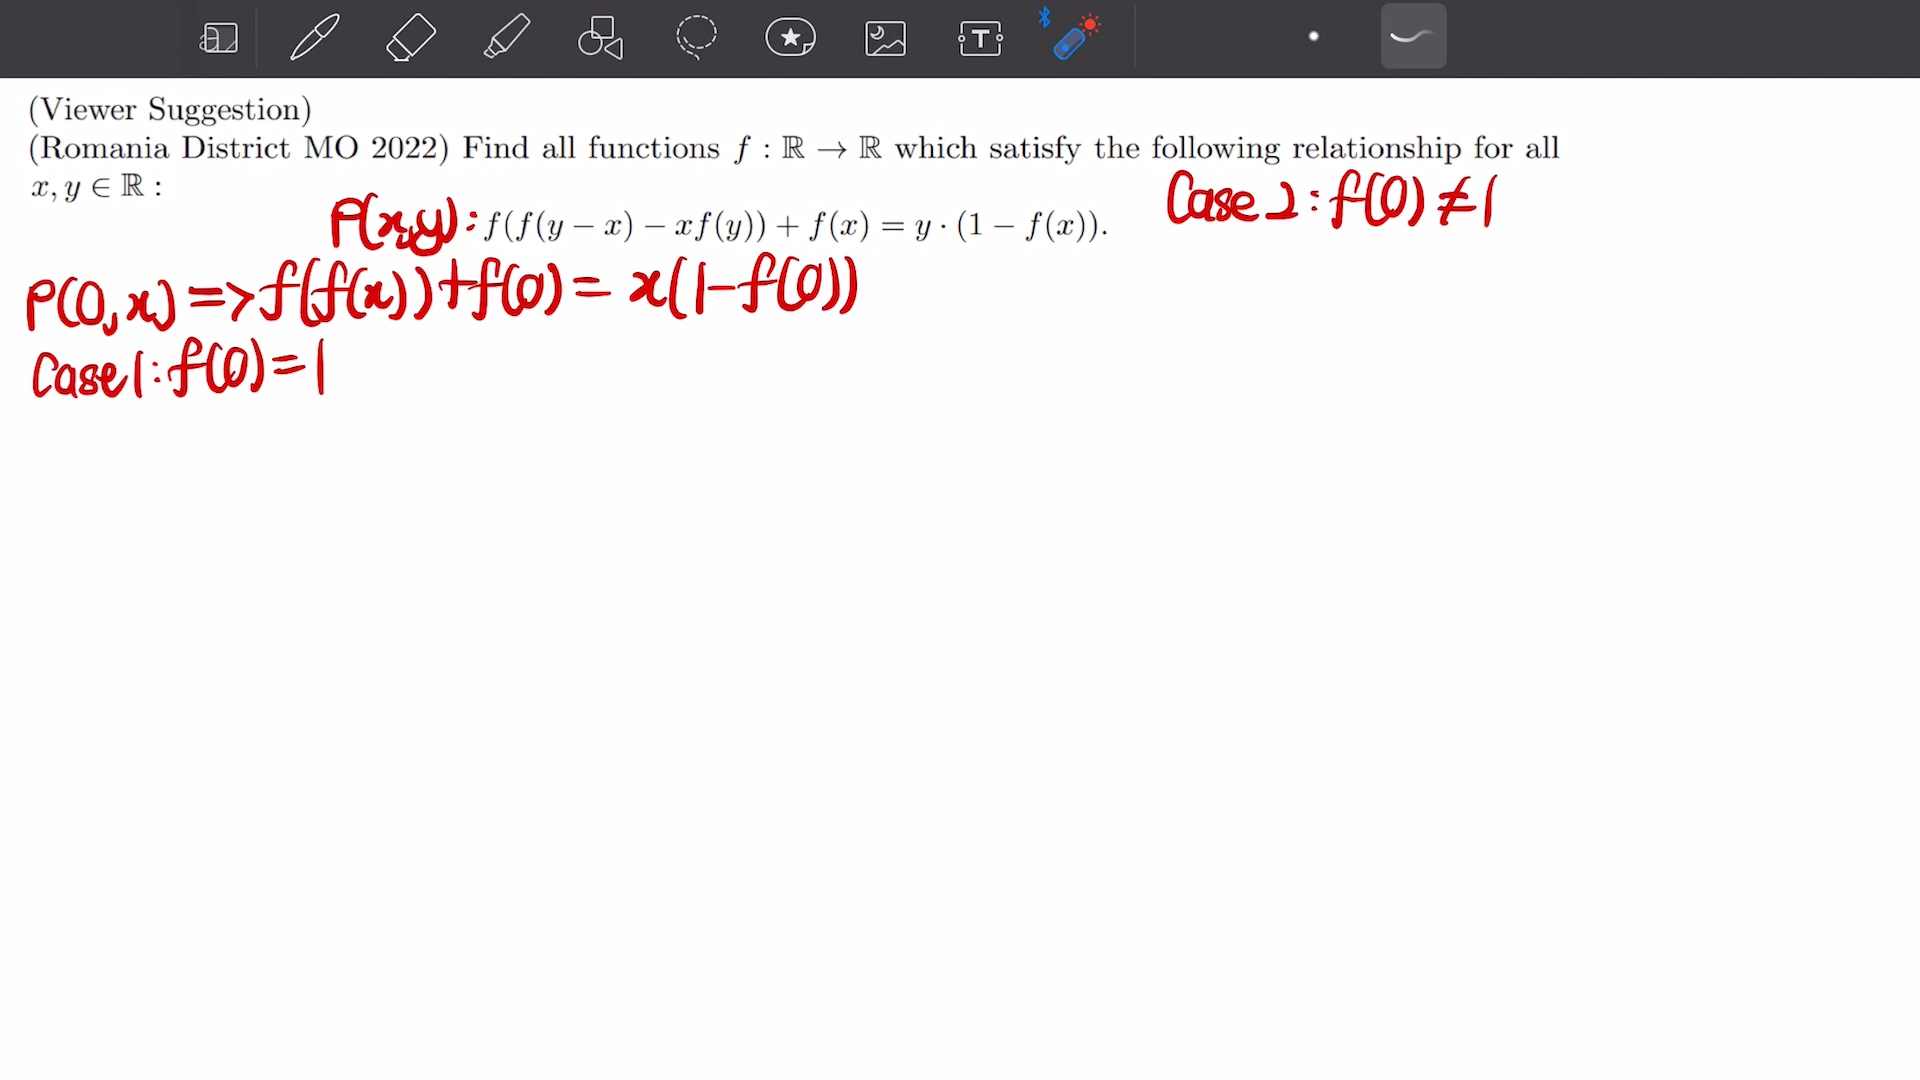 (Viewer Suggestion)
(Romania District MO 2022) Find all functions f : ℝ → ℝ which satisfy the following relationship for all
x, y ∈ ℝ :
P(x,y): f(f(y − x) − xf(y)) + f(x) = y · (1 − f(x)).
P(0,x) => f(f(x))+f(0) = x(1-f(0))
Case 1: f(0)=1
Case 2: f(0)≠1